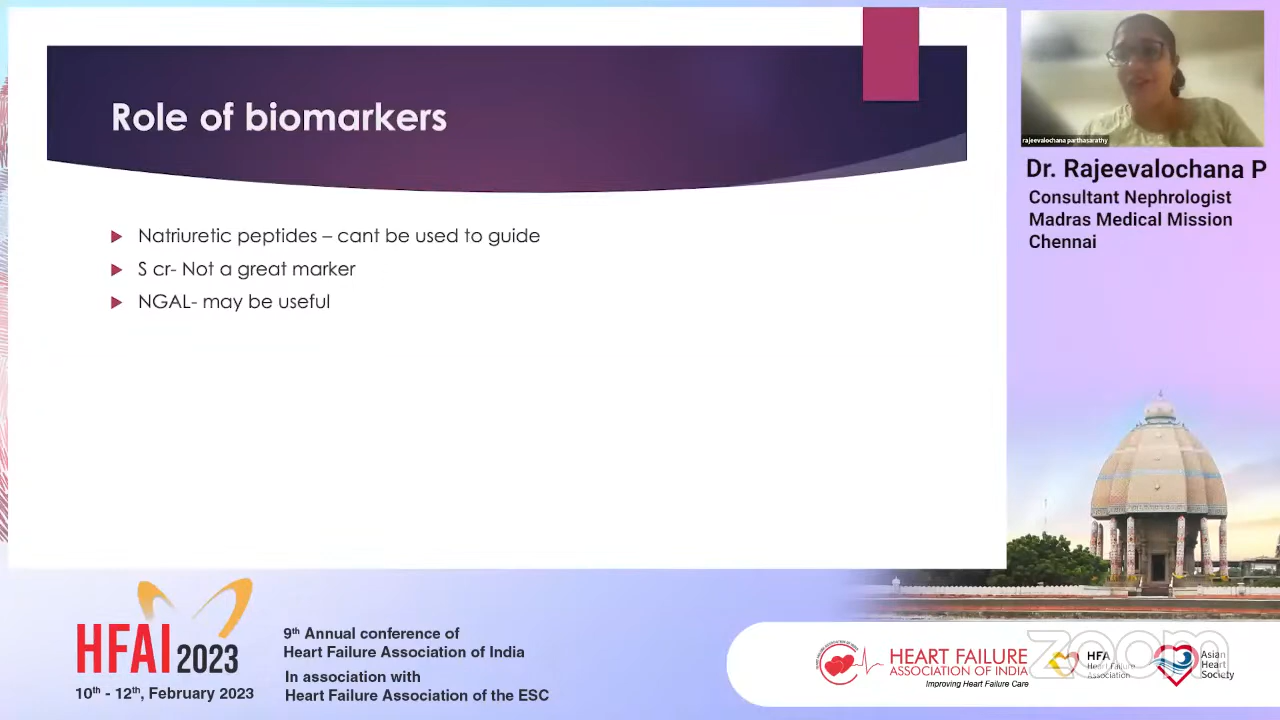 Role of biomarkers
Natriuretic peptides – cant be used to guide
S cr- Not a great marker
NGAL- may be useful
rajeevalochana parthasarathy
Dr. Rajeevalochana P
Consultant Nephrologist
Madras Medical Mission
Chennai
HFAI 2023
10th - 12th, February 2023
9th Annual conference of
Heart Failure Association of India
In association with
Heart Failure Association of the ESC
HEART FAILURE
ASSOCIATION OF INDIA
Improving Heart Failure Care
HFA
Heart Failure
Association
Asian
Heart
Society
zoom